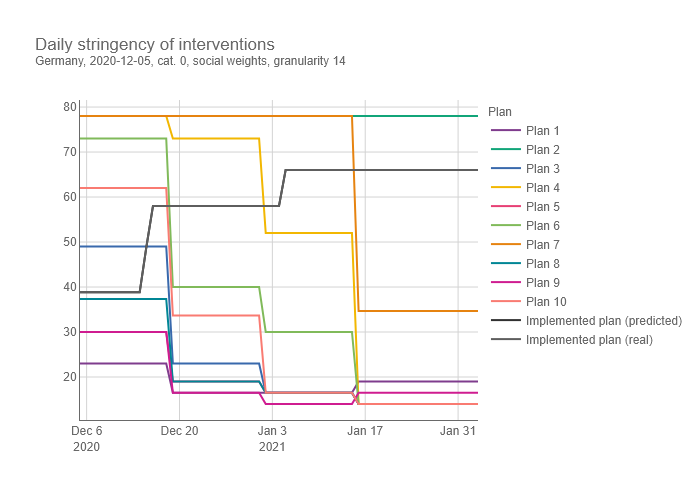 Daily stringency of interventions
Germany, 2020-12-05, cat. 0, social weights, granularity 14
80
70
60
50
40
30
20
Dec 6
2020
Dec 20
Jan 3
2021
Jan 17
Jan 31
Plan
Plan 1
Plan 2
Plan 3
Plan 4
Plan 5
Plan 6
Plan 7
Plan 8
Plan 9
Plan 10
Implemented plan (predicted)
Implemented plan (real)